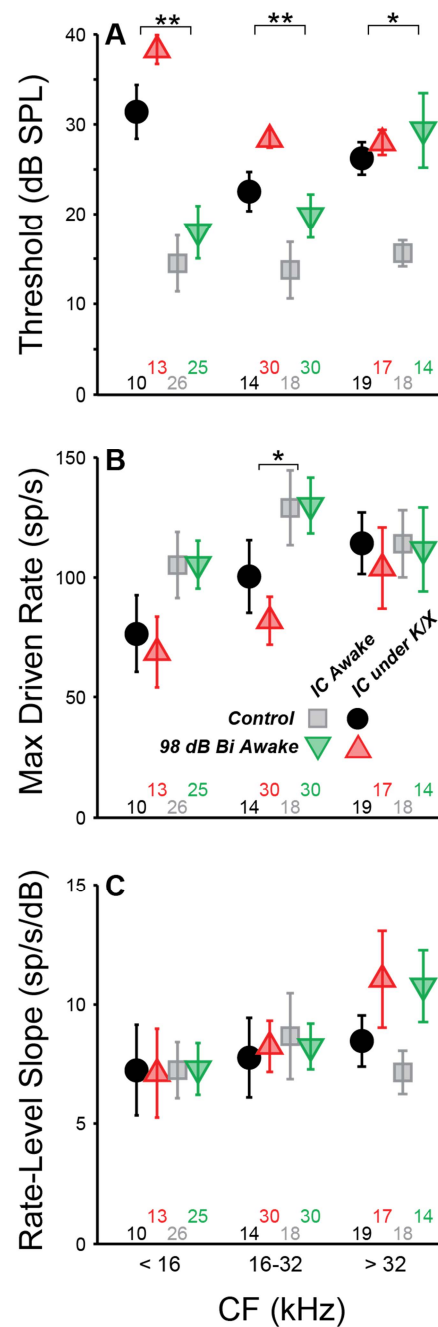 A
**
**
*
Threshold (dB SPL)
40
30
20
10
0
13 25 30 30 17 14
10 26 14 18 19 18
B
*
Max Driven Rate (sp/s)
150
100
50
0
IC Awake
IC under K/X
Control
98 dB Bi Awake
13 25 30 30 17 14
10 26 14 18 19 18
C
Rate-Level Slope (sp/s/dB)
15
10
5
0
13 25 30 30 17 14
10 26 14 18 19 18
< 16 16-32 > 32
CF (kHz)